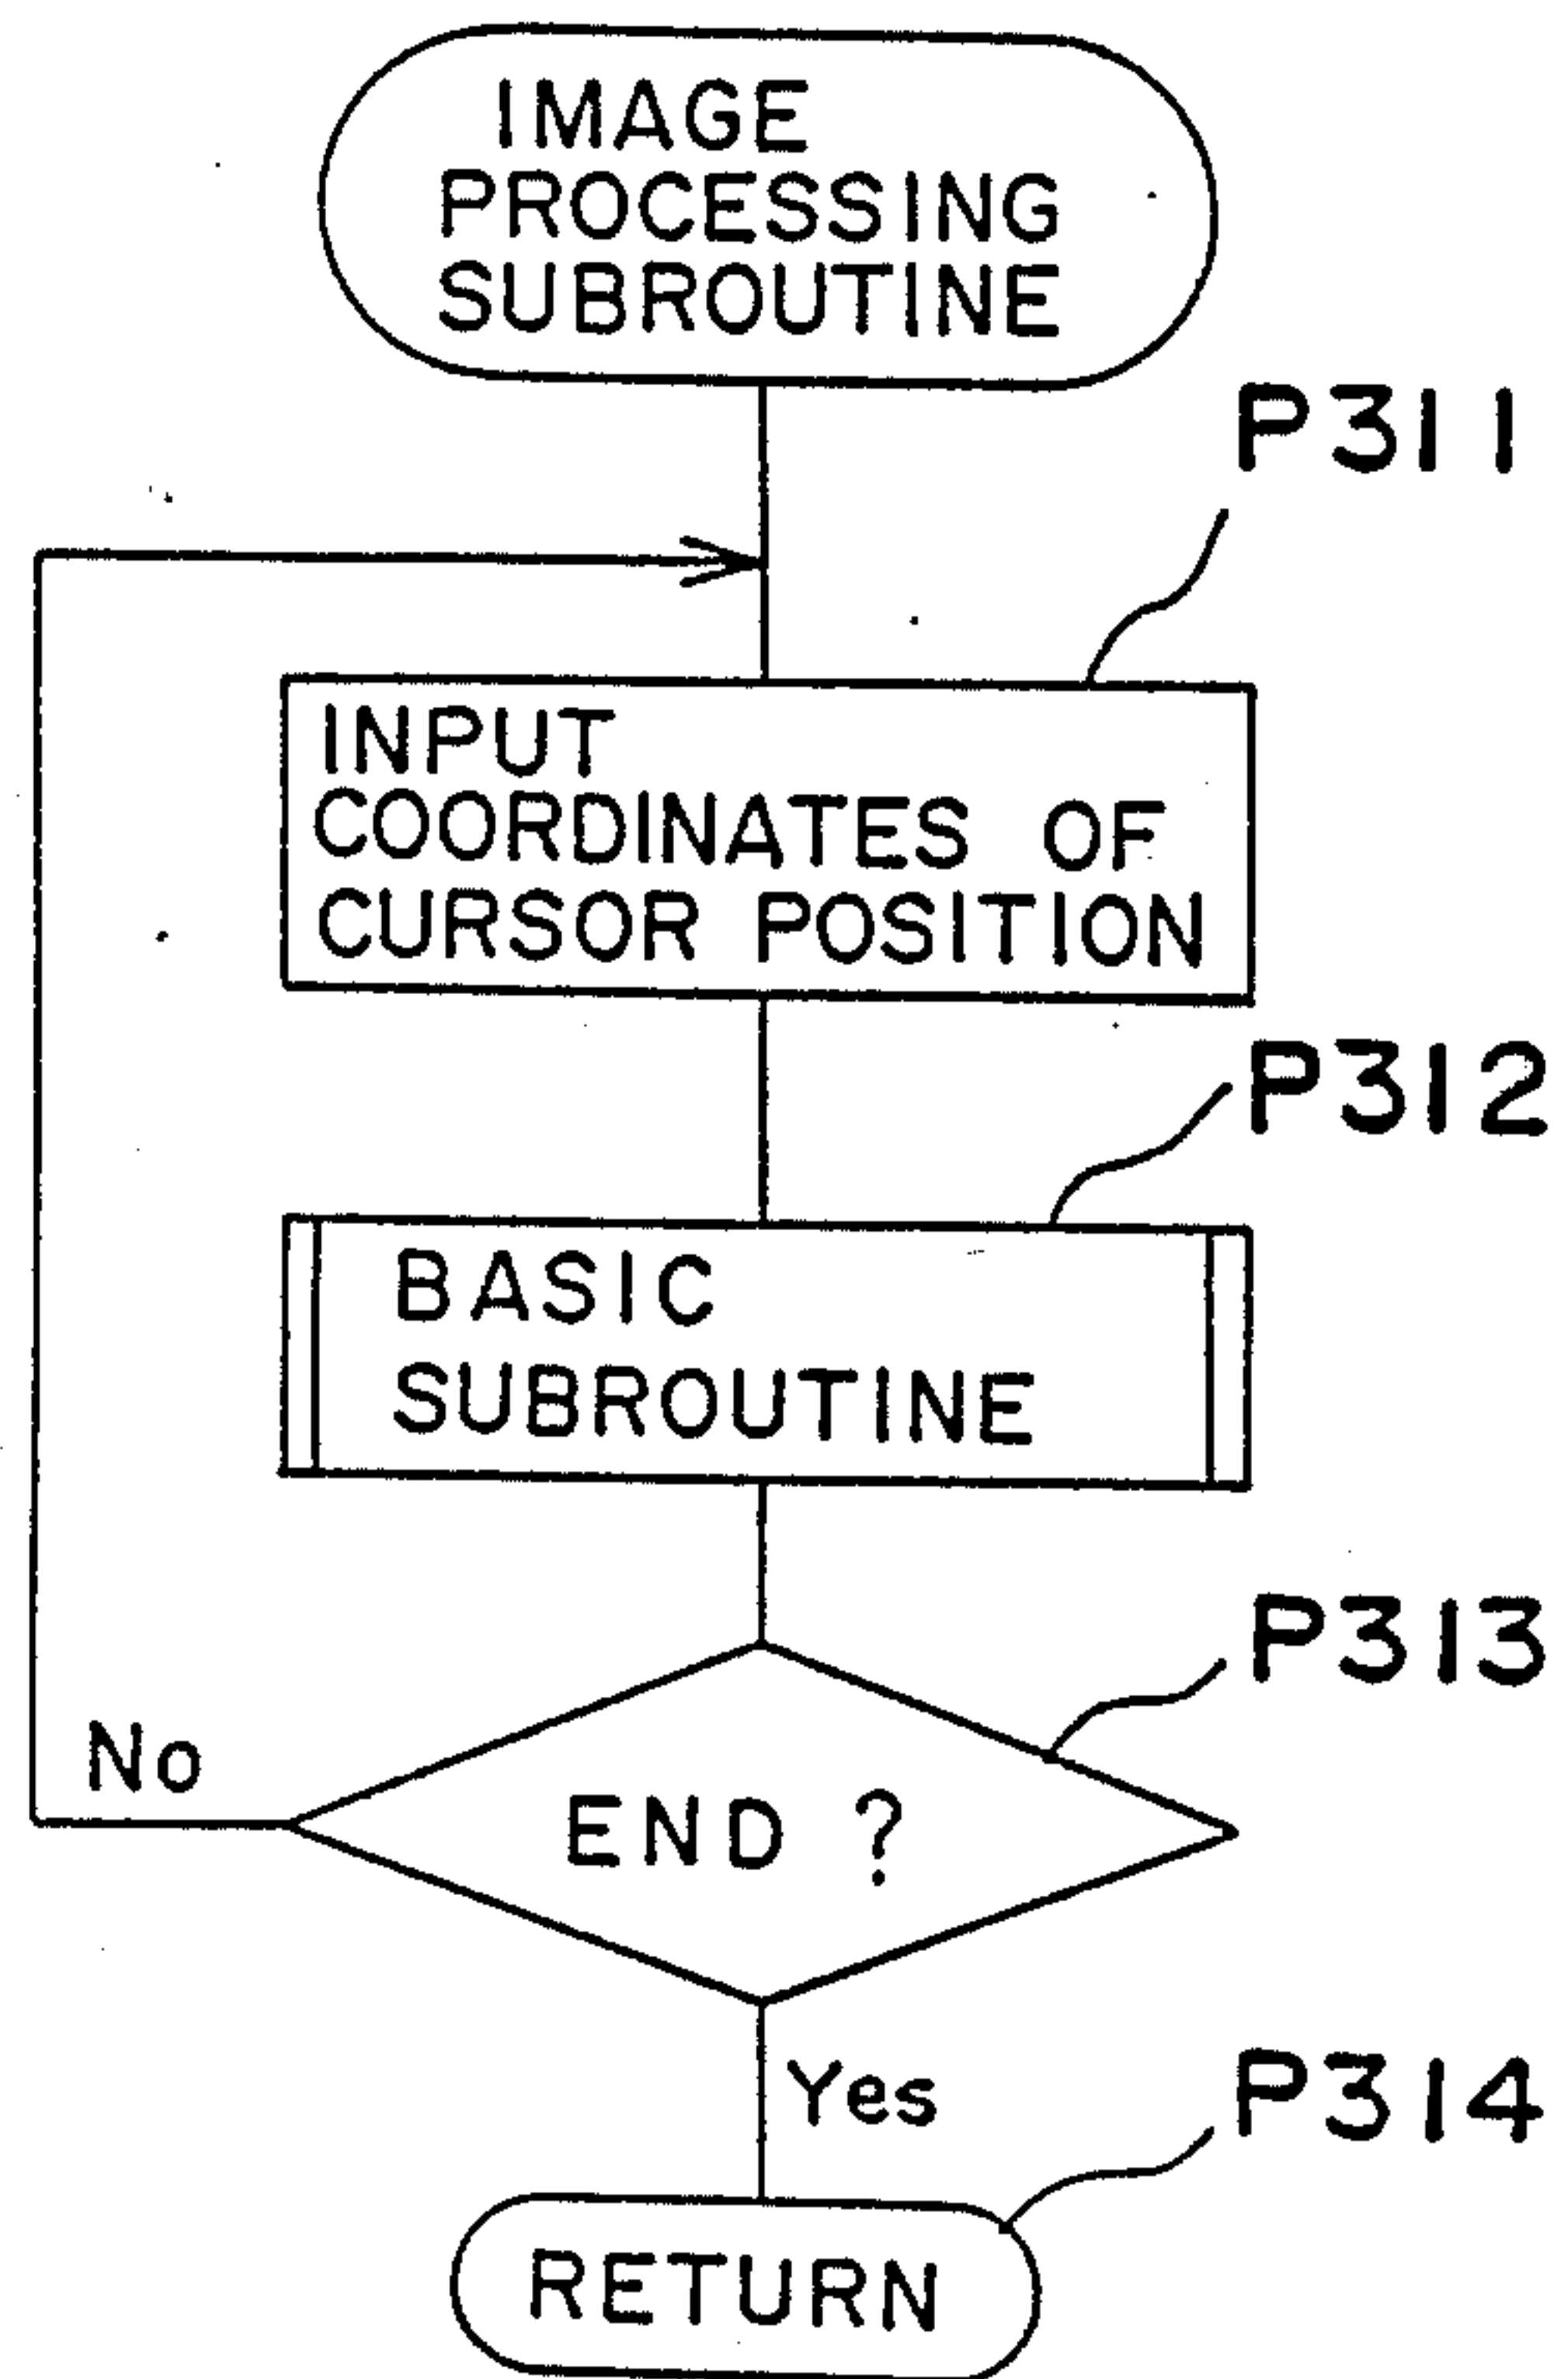 IMAGE
PROCESSING
SUBROUTINE
P311
INPUT
COORDINATES OF
CURSOR POSITION
P312
BASIC
SUBROUTINE
P313
No
END ?
Yes
P314
RETURN